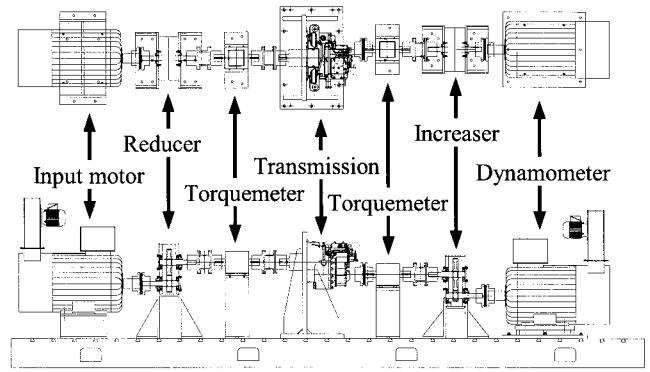 Input motor
Reducer
Torquemeter
Transmission
Torquemeter
Increaser
Dynamometer